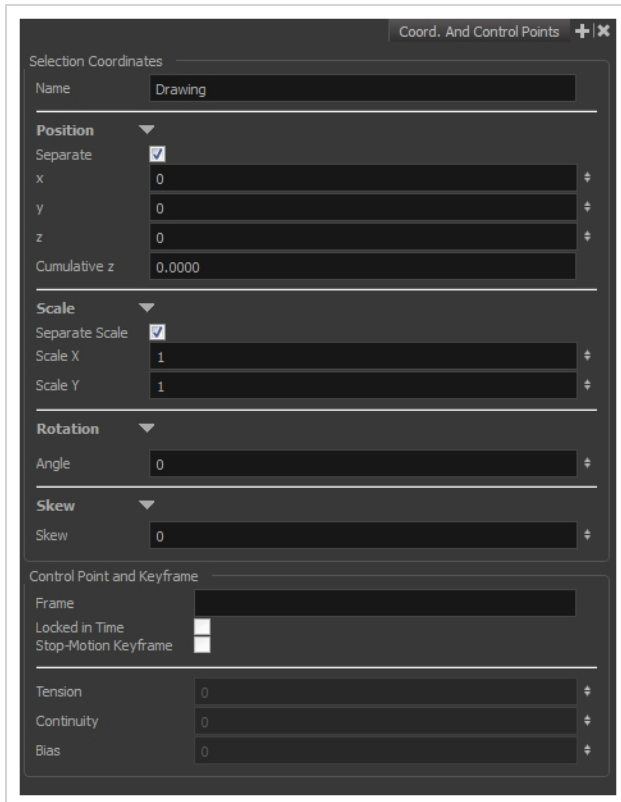 Coord. And Control Points
Selection Coordinates
Name Drawing
Position
Separate
x 0
y 0
z 0
Cumulative z 0.0000
Scale
Separate Scale
Scale X 1
Scale Y 1
Rotation
Angle 0
Skew
Skew 0
Control Point and Keyframe
Frame
Locked in Time
Stop-Motion Keyframe
Tension 0
Continuity 0
Bias 0